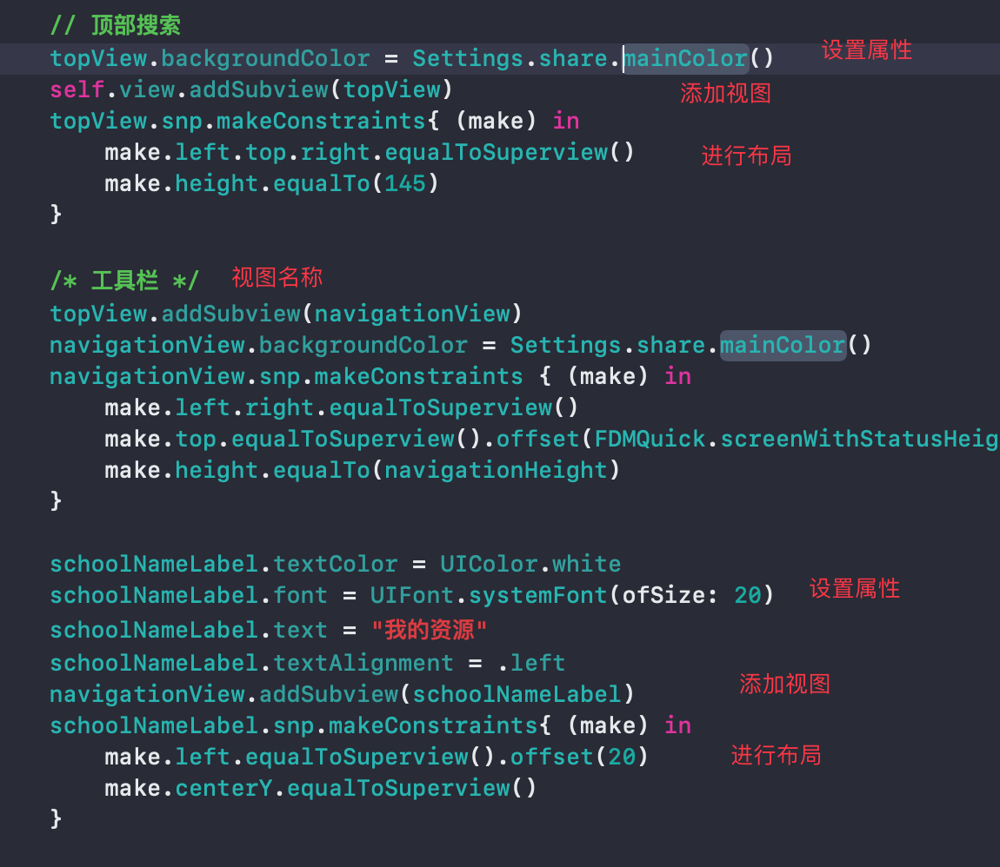 // 顶部搜索
topView.backgroundColor = Settings.share.mainColor() 设置属性
self.view.addSubview(topView) 添加视图
topView.snp.makeConstraints{ (make) in
make.left.top.right.equalToSuperview() 进行布局
make.height.equalTo(145)
}
/* 工具栏 */ 视图名称
topView.addSubview(navigationView)
navigationView.backgroundColor = Settings.share.mainColor()
navigationView.snp.makeConstraints { (make) in
make.left.right.equalToSuperview()
make.top.equalToSuperview().offset(FDMQuick.screenWithStatusHeig
make.height.equalTo(navigationHeight)
}
schoolNameLabel.textColor = UIColor.white
schoolNameLabel.font = UIFont.systemFont(ofSize: 20) 设置属性
schoolNameLabel.text = "我的资源"
schoolNameLabel.textAlignment = .left
navigationView.addSubview(schoolNameLabel) 添加视图
schoolNameLabel.snp.makeConstraints{ (make) in
make.left.equalToSuperview().offset(20) 进行布局
make.centerY.equalToSuperview()
}